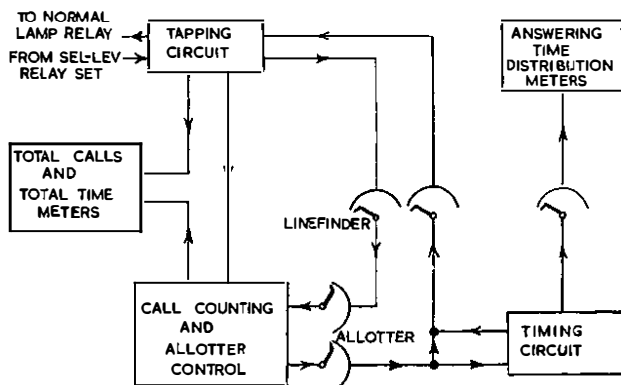 TO NORMAL
LAMP RELAY
FROM SEL-LEV
RELAY SET
TAPPING
CIRCUIT
ANSWERING
TIME
DISTRIBUTION
METERS
TOTAL CALLS
AND
TOTAL TIME
METERS
LINEFINDER
CALL COUNTING
AND
ALLOTTER
CONTROL
ALLOTTER
TIMING
CIRCUIT